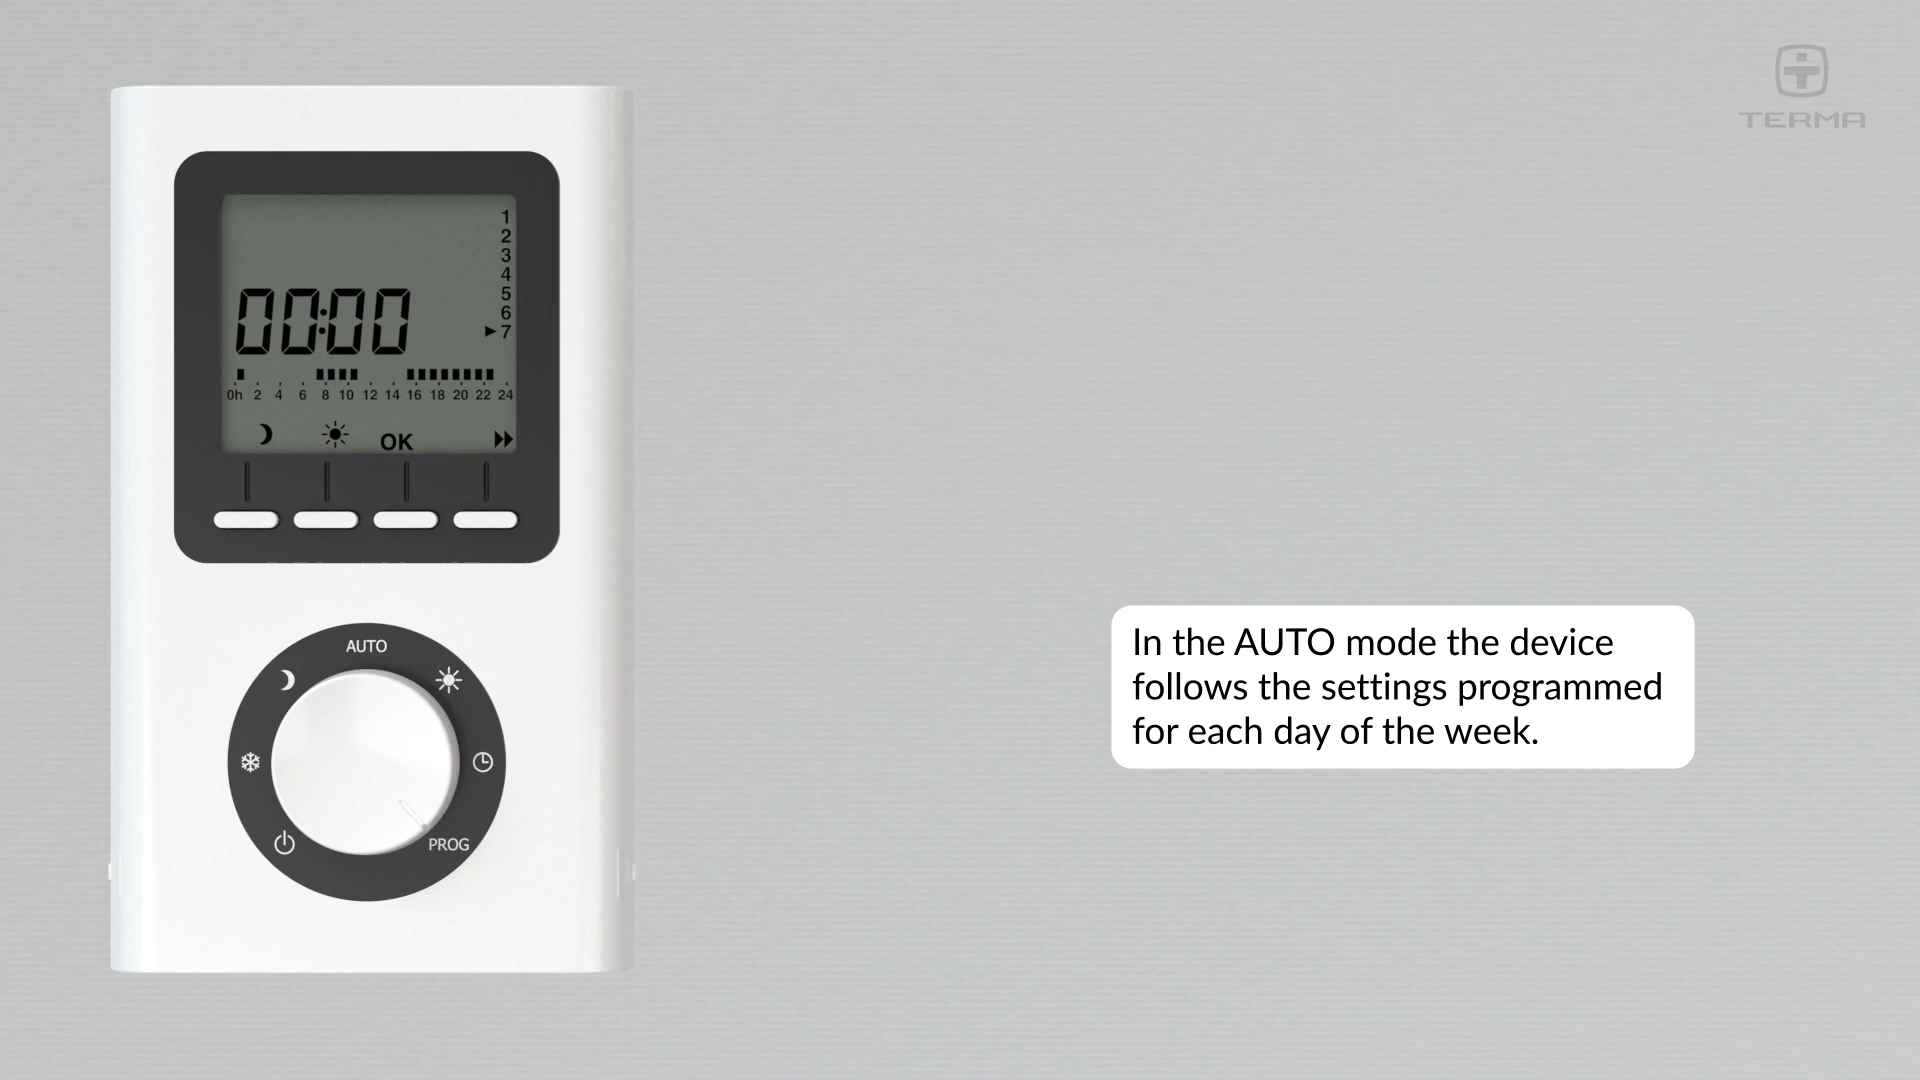 TERMA
1
2
3
4
5
6
7
00:00
0h 2 4 6 8 10 12 14 16 18 20 22 24
OK
AUTO
PROG
In the AUTO mode the device
follows the settings programmed
for each day of the week.